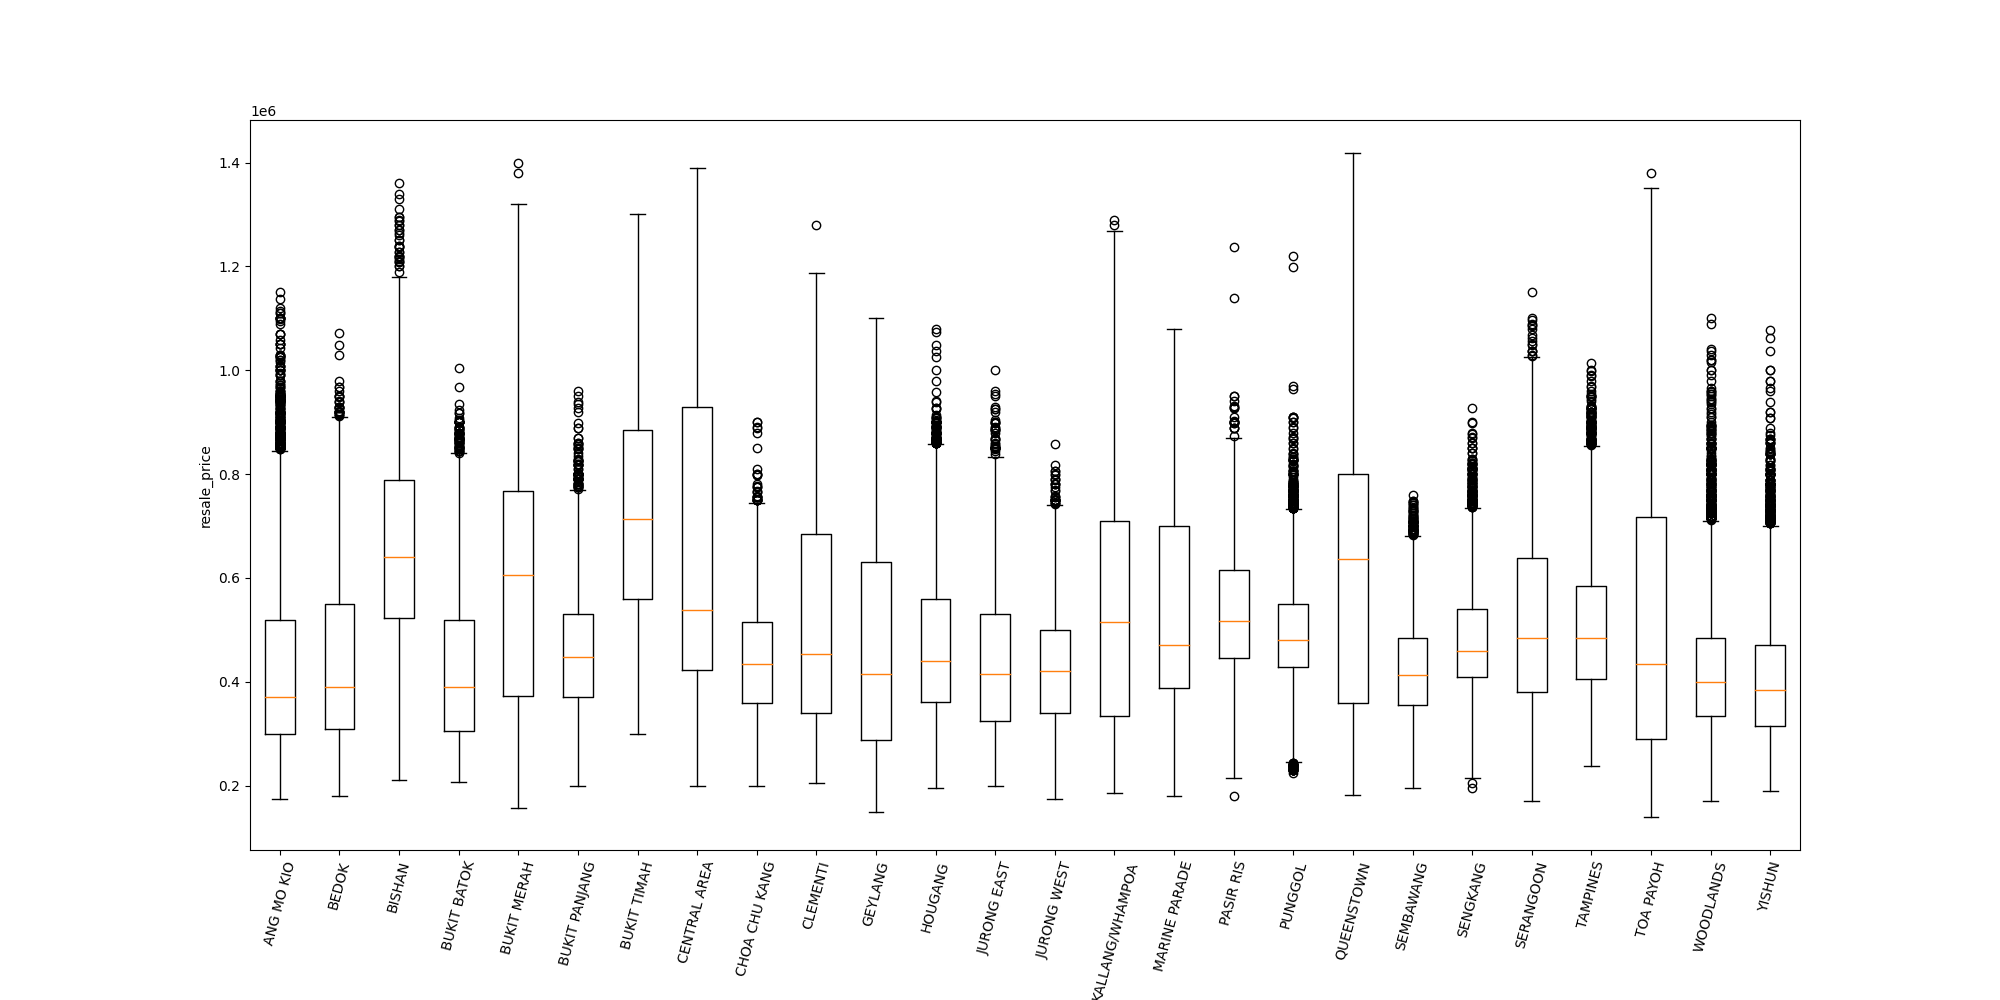 1e6
1.4
1.2
1.0
0.8
0.6
0.4
0.2
resale_price
ANG MO KIO
BEDOK
BISHAN
BUKIT BATOK
BUKIT MERAH
BUKIT PANJANG
BUKIT TIMAH
CENTRAL AREA
CHOA CHU KANG
CLEMENTI
GEYLANG
HOUGANG
JURONG EAST
JURONG WEST
KALLANG/WHAMPOA
MARINE PARADE
PASIR RIS
PUNGGOL
QUEENSTOWN
SEMBAWANG
SENGKANG
SERANGOON
TAMPINES
TOA PAYOH
WOODLANDS
YISHUN